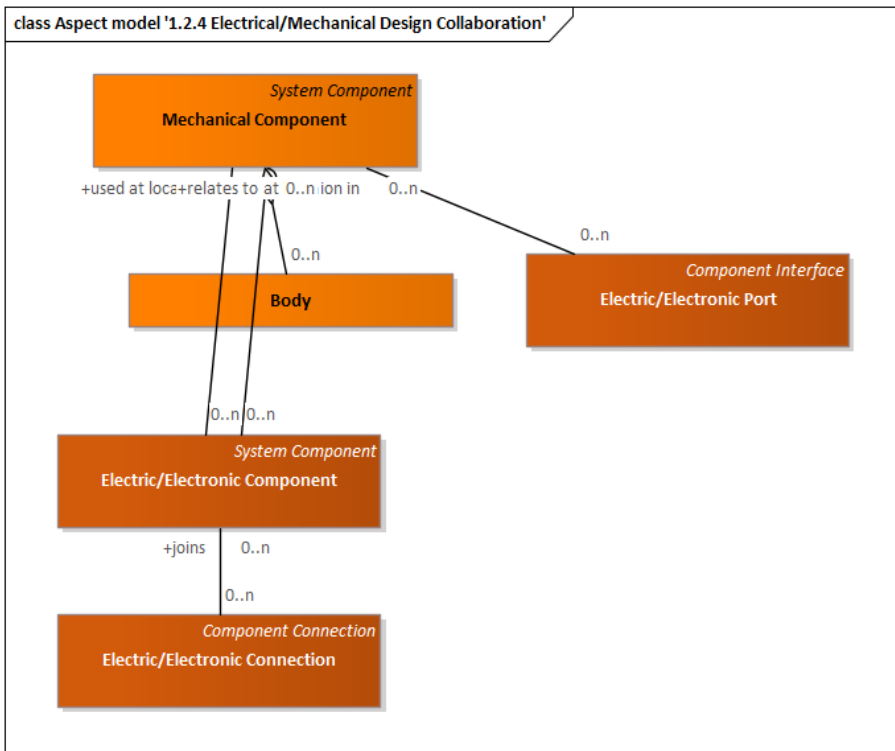 class Aspect model '1.2.4 Electrical/Mechanical Design Collaboration'
System Component
Mechanical Component
+used at +relates to at 0..n in 0..n
0..n
0..n
Component Interface
Body
Electric/Electronic Port
0..n 0..n
System Component
Electric/Electronic Component
+joins 0..n
0..n
Component Connection
Electric/Electronic Connection